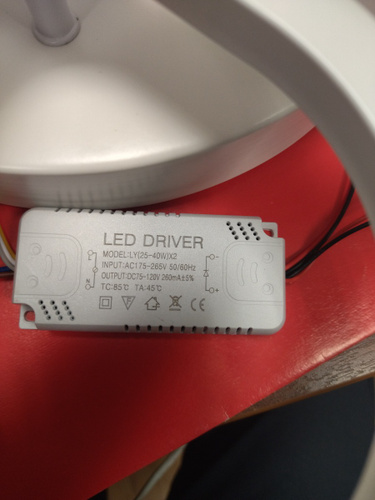 LED DRIVER
MODEL:LY(25-40W)X2
INPUT:AC175-265V 50/60Hz
OUTPUT:DC75-120V 260mA±5%
TC:85℃ TA:45℃
L
N
CE